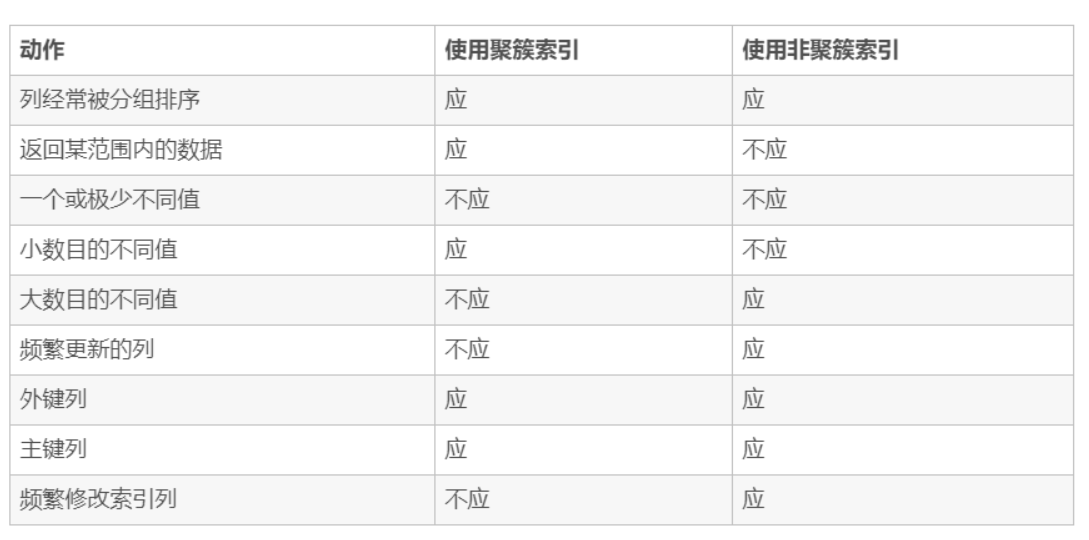 动作 使用聚簇索引 使用非聚簇索引
列经常被分组排序 应 应
返回某范围内的数据 应 不应
一个或极少不同值 不应 不应
小数目的不同值 应 不应
大数目的不同值 不应 应
频繁更新的列 不应 应
外键列 应 应
主键列 应 应
频繁修改索引列 不应 应